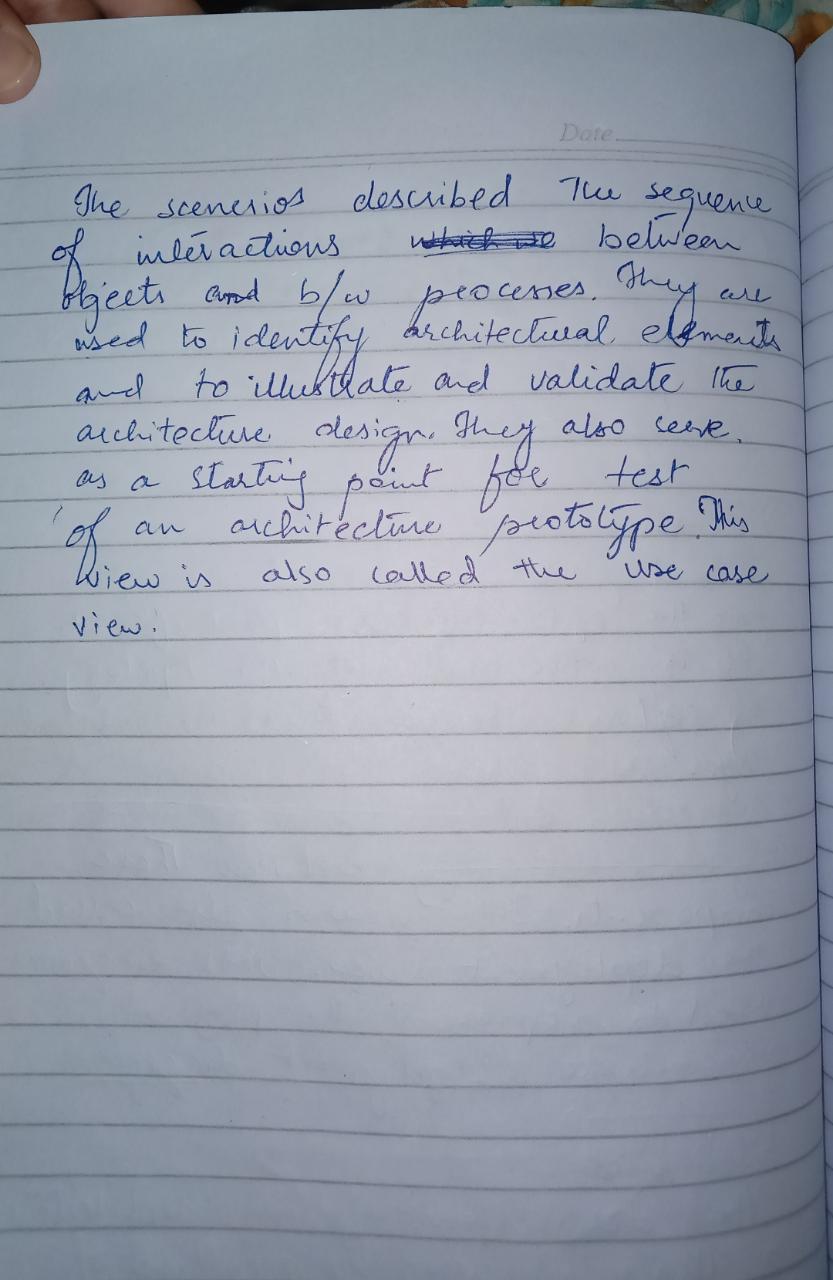 Date
The scenerios described The sequence
of interactions between
objects and b/w processes. They are
used to identify architectural elements
and to illustrate and validate the
architecture design. They also serve
as a starting point for test
of an architecture prototype. This
view is also called the use case
view.